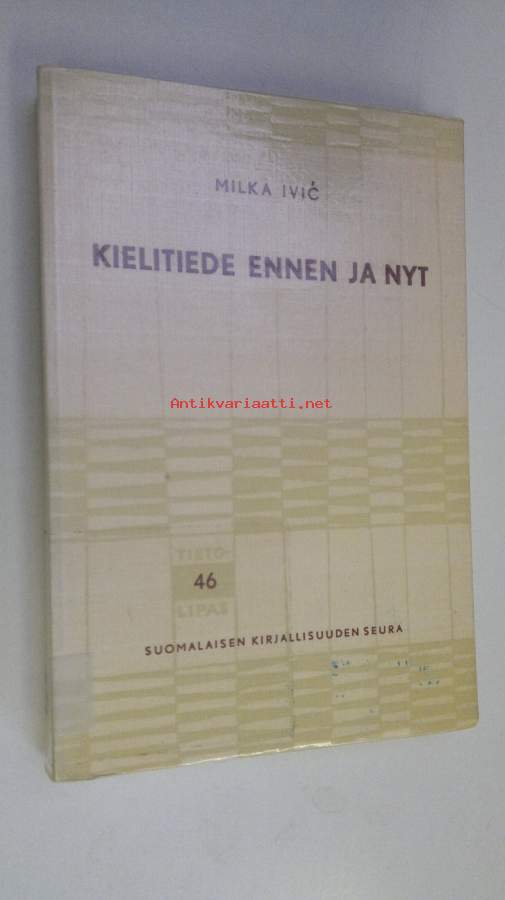 MILKA IVIĆ
KIELITIEDE ENNEN JA NYT
Antikvariaatti.net
TIETO-
46
LIPAS
SUOMALAISEN KIRJALLISUUDEN SEURA